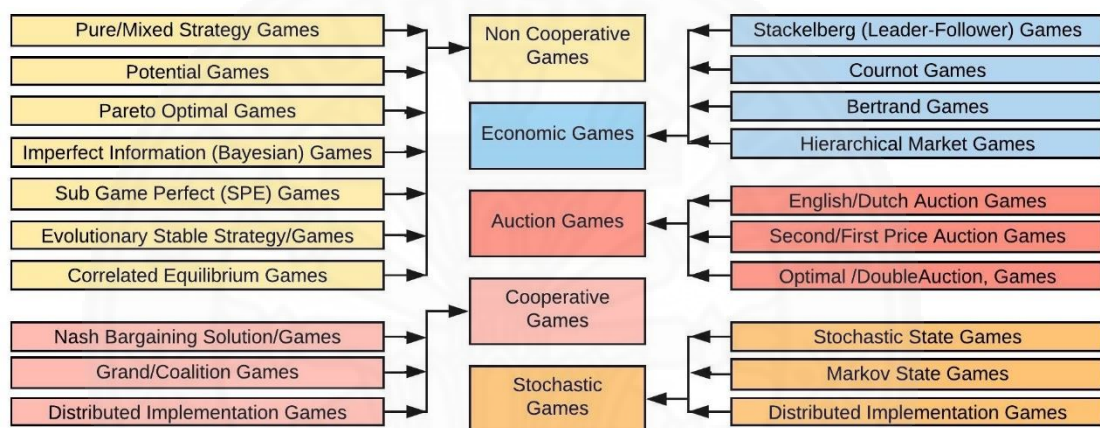 Pure/Mixed Strategy Games
Potential Games
Pareto Optimal Games
Imperfect Information (Bayesian) Games
Sub Game Perfect (SPE) Games
Evolutionary Stable Strategy/Games
Correlated Equilibrium Games
Nash Bargaining Solution/Games
Grand/Coalition Games
Distributed Implementation Games
Non Cooperative
Games
Economic Games
Auction Games
Cooperative
Games
Stochastic
Games
Stackelberg (Leader-Follower) Games
Cournot Games
Bertrand Games
Hierarchical Market Games
English/Dutch Auction Games
Second/First Price Auction Games
Optimal /DoubleAuction, Games
Stochastic State Games
Markov State Games
Distributed Implementation Games